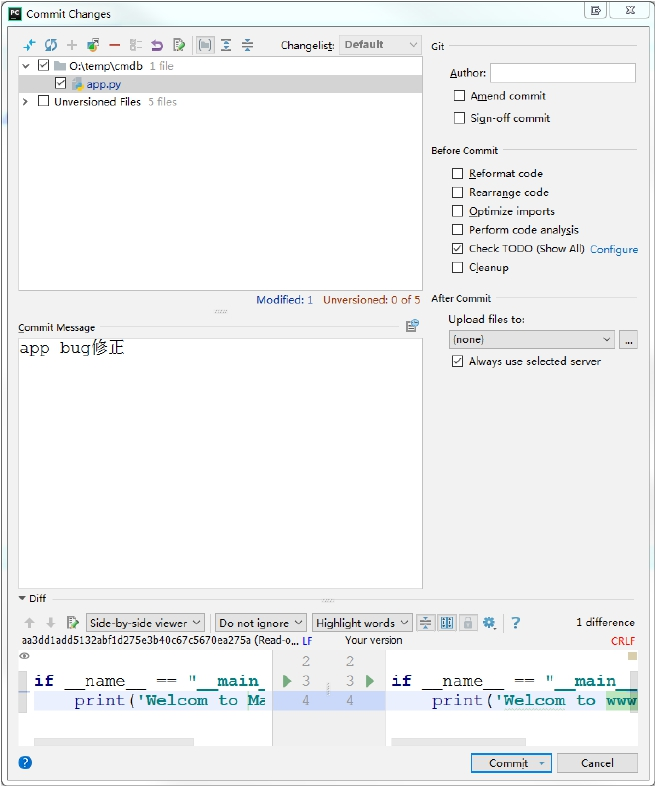 Commit Changes
Changelist: Default
O:\temp\cmdb 1 file
app.py
Unversioned Files 5 files
Modified: 1 Unversioned: 0 of 5
Commit Message
app bug修正
Git
Author:
Amend commit
Sign-off commit
Before Commit
Reformat code
Rearrange code
Optimize imports
Perform code analysis
Check TODO (Show All) Configure
Cleanup
After Commit
Upload files to:
(none)
...
Always use selected server
Diff
Side-by-side viewer Do not ignore Highlight words ? 1 difference
aa3dd1add5132abf1d275e3b40c67c5670ea275a (Read-o... LF Your version CRLF
2 2
if __name__ == "__main_ 3 3 if __name__ == "__main__
print('Welcom to Ma 4 4 print('Welcom to www
? Commit Cancel